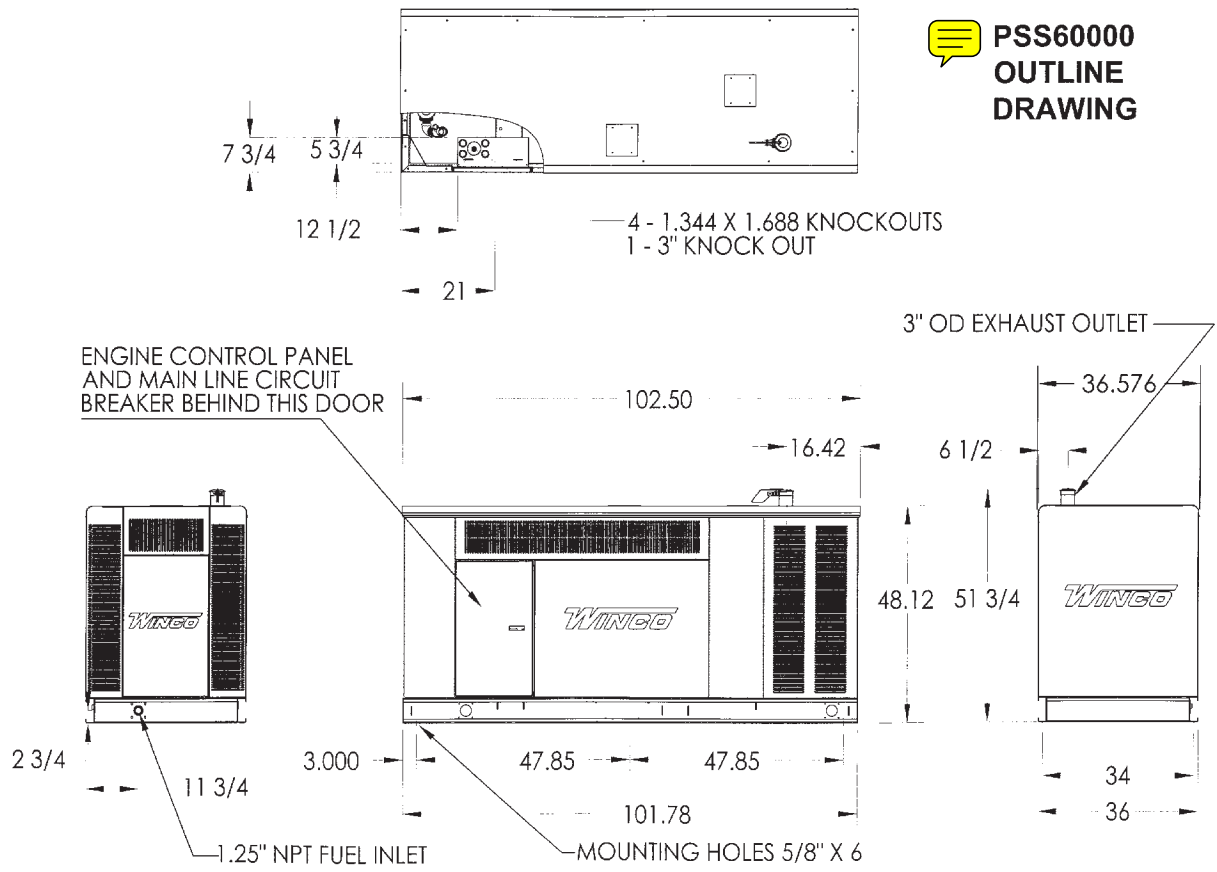 PSS60000
OUTLINE
DRAWING
7 3/4
5 3/4
12 1/2
4 - 1.344 X 1.688 KNOCKOUTS
1 - 3" KNOCK OUT
21
3" OD EXHAUST OUTLET
ENGINE CONTROL PANEL
AND MAIN LINE CIRCUIT
BREAKER BEHIND THIS DOOR
102.50
36.576
16.42
6 1/2
WINCO
WINCO
48.12
51 3/4
WINCO
2 3/4
11 3/4
3.000
47.85
47.85
34
101.78
36
1.25" NPT FUEL INLET
MOUNTING HOLES 5/8" X 6